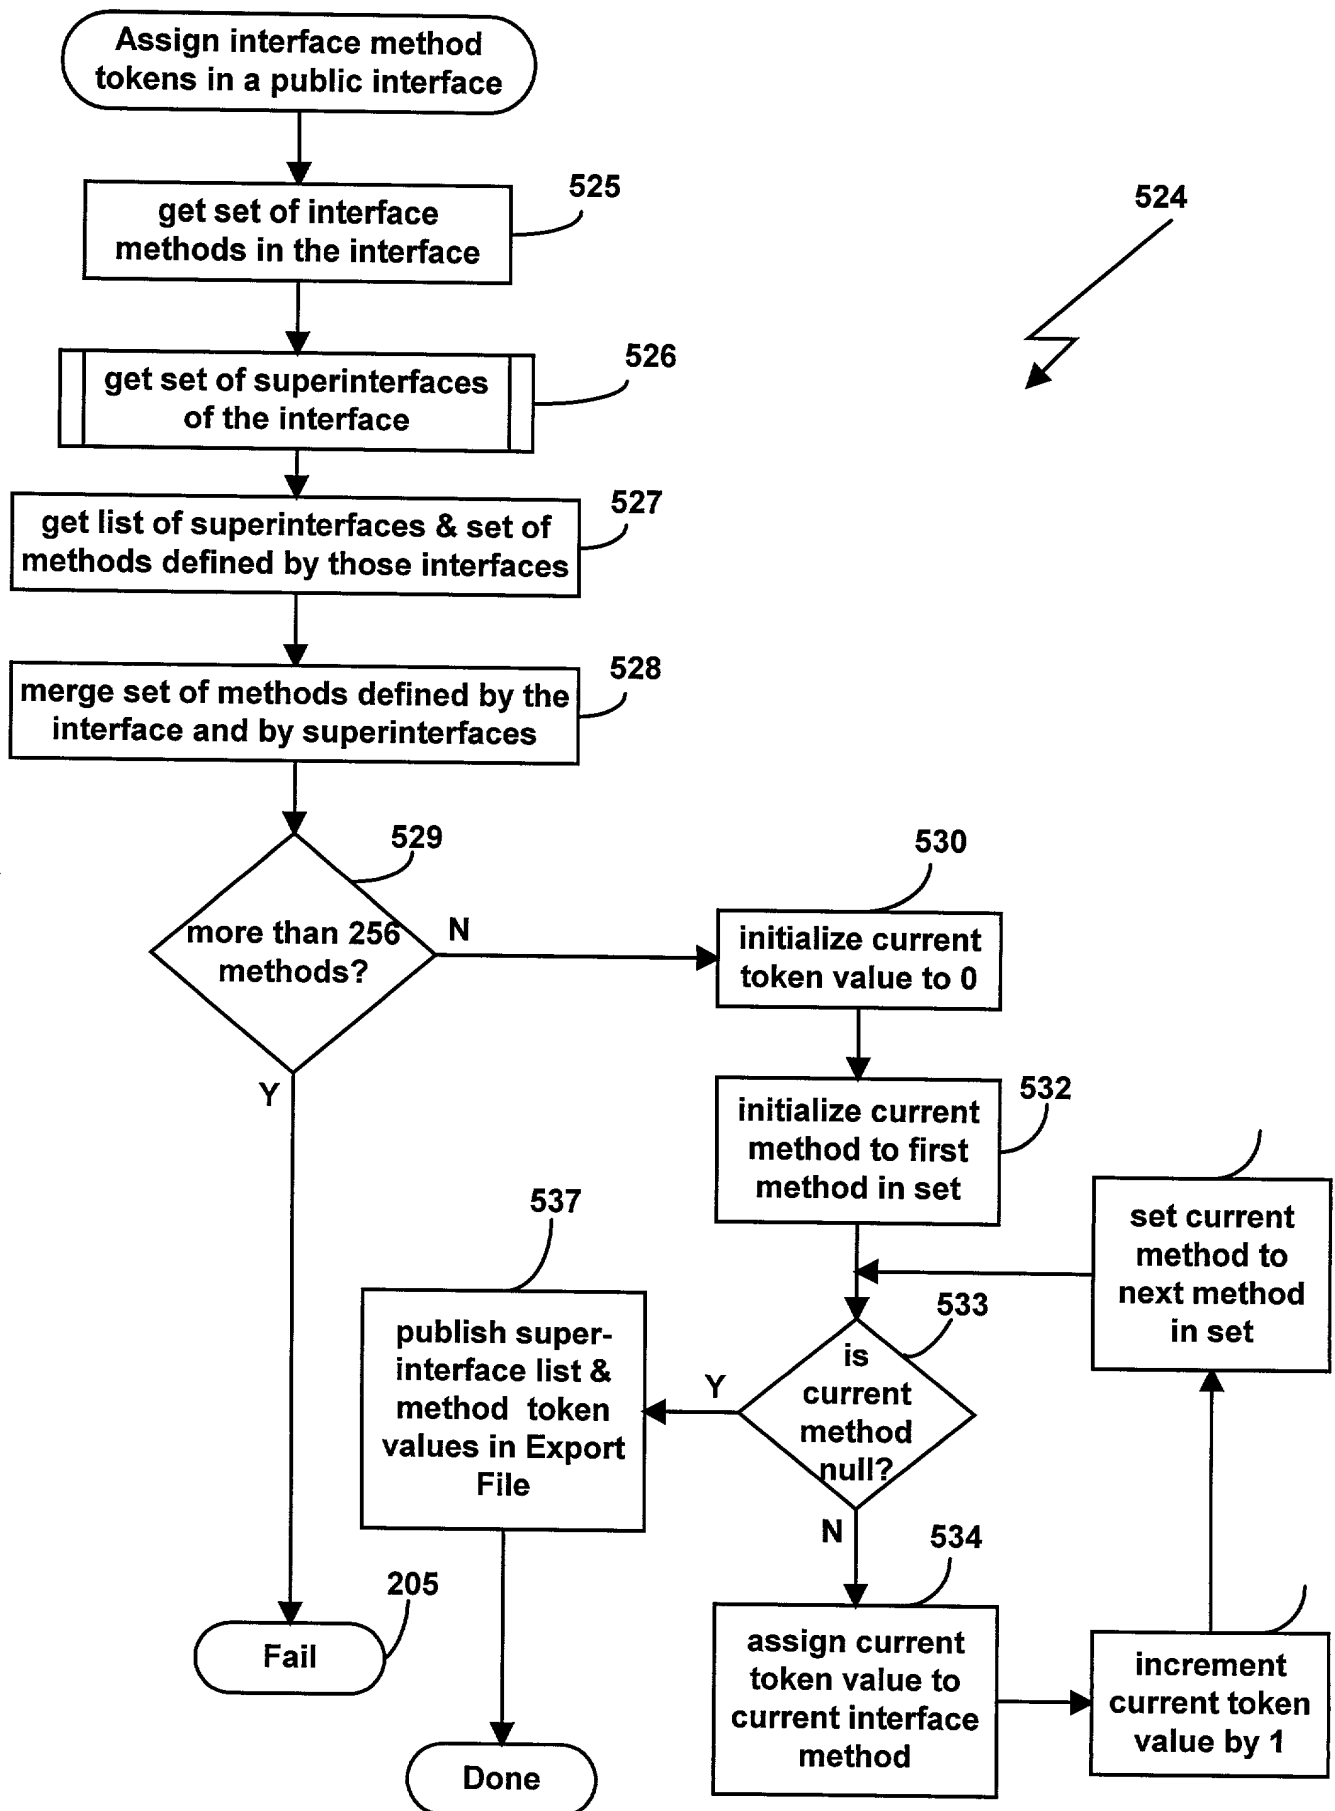 Assign interface method
tokens in a public interface
525
get set of interface
methods in the interface
524
526
get set of superinterfaces
of the interface
527
get list of superinterfaces & set of
methods defined by those interfaces
528
merge set of methods defined by the
interface and by superinterfaces
529
more than 256
methods?
N
Y
530
initialize current
token value to 0
532
initialize current
method to first
method in set
set current
method to
next method
in set
533
is
current
method
null?
Y
N
537
publish super-
interface list &
method token
values in Export
File
534
assign current
token value to
current interface
method
increment
current token
value by 1
205
Fail
Done